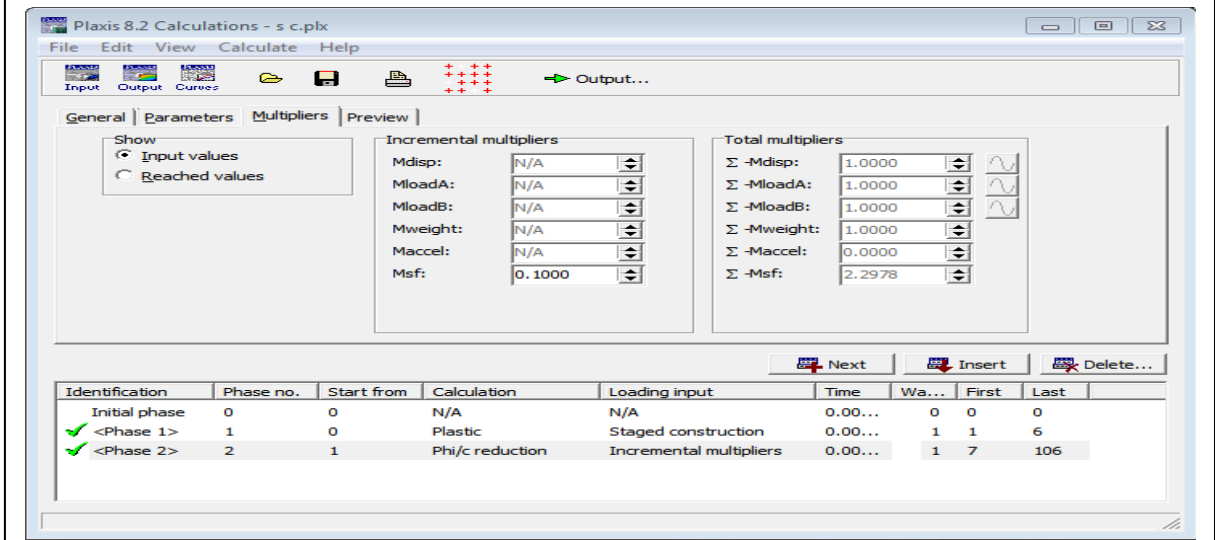 Plaxis 8.2 Calculations - s c.plx
File Edit View Calculate Help
Input Output Curves Output...
General Parameters Multipliers Preview
Show
Input values
Reached values
Incremental multipliers
Mdisp: N/A
MloadA: N/A
MloadB: N/A
Mweight: N/A
Maccel: N/A
Msf: 0.1000
Total multipliers
Σ -Mdisp: 1.0000
Σ -MloadA: 1.0000
Σ -MloadB: 1.0000
Σ -Mweight: 1.0000
Σ -Maccel: 0.0000
Σ -Msf: 2.2978
Next Insert Delete...
Identification Phase no. Start from Calculation Loading input Time Wa... First Last
Initial phase 0 0 N/A N/A 0.00... 0 0 0
<Phase 1> 1 0 Plastic Staged construction 0.00... 1 1 6
<Phase 2> 2 1 Phi/c reduction Incremental multipliers 0.00... 1 7 106